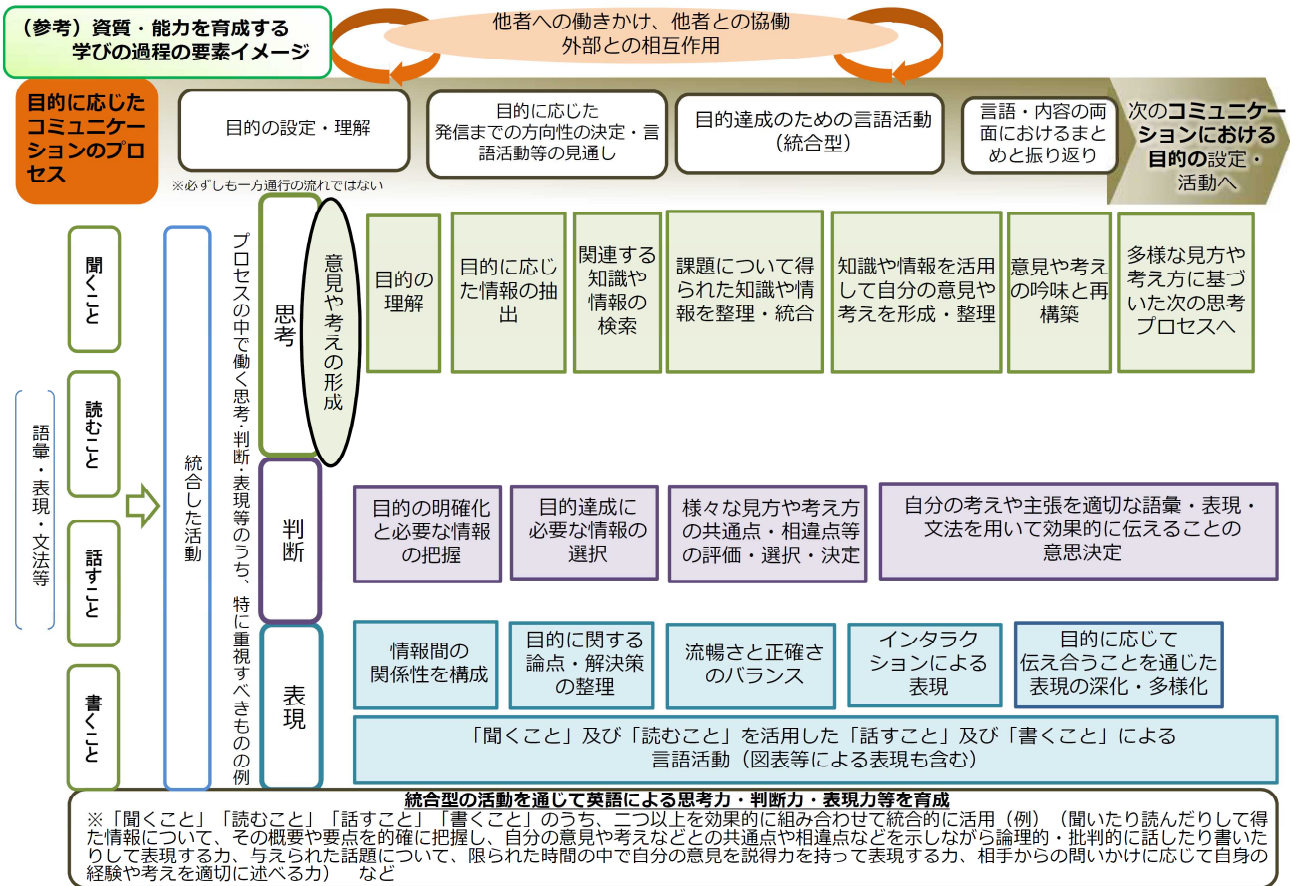 （参考）資質・能力を育成する
学びの過程の要素イメージ
他者への働きかけ、他者との協働
外部との相互作用
目的に応じた
コミュニケー
ションのプロ
セス
目的の設定・理解
目的に応じた
発信までの方向性の決定・言
語活動等の見通し
目的達成のための言語活動
（統合型）
言語・内容の両
面におけるまと
めと振り返り
次のコミュニケー
ションにおける
目的の設定・
活動へ
※必ずしも一方通行の流れではない
語彙・表現・文法等
聞くこと
読むこと
話すこと
書くこと
統合した活動
プロセスの中で働く思考・判断・表現等のうち、特に重視すべきものの例
思考
意見や考えの形成
目的の
理解
目的に応じ
た情報の抽
出
関連する
知識や
情報の
検索
課題について得
られた知識や情
報を整理・統合
知識や情報を活用
して自分の意見や
考えを形成・整理
意見や考え
の吟味と再
構築
多様な見方や
考え方に基づ
いた次の思考
プロセスへ
判断
目的の明確化
と必要な情報
の把握
目的達成に
必要な情報の
選択
様々な見方や考え方
の共通点・相違点等
の評価・選択・決定
自分の考えや主張を適切な語彙・表現・
文法を用いて効果的に伝えることの
意思決定
表現
情報間の
関係性を構成
目的に関する
論点・解決策
の整理
流暢さと正確さ
のバランス
インタラク
ションによる
表現
目的に応じて
伝え合うことを通じた
表現の深化・多様化
「聞くこと」及び「読むこと」を活用した「話すこと」及び「書くこと」による
言語活動（図表等による表現も含む）
統合型の活動を通じて英語による思考力・判断力・表現力等を育成
※「聞くこと」「読むこと」「話すこと」「書くこと」のうち、二つ以上を効果的に組み合わせて統合的に活用（例）（聞いたり読んだりして得
た情報について、その概要や要点を的確に把握し、自分の意見や考えなどとの共通点や相違点などを示しながら論理的・批判的に話したり書いた
りして表現する力、与えられた話題について、限られた時間の中で自分の意見を説得力を持って表現する力、相手からの問いかけに応じて自身の
経験や考えを適切に述べる力）　など